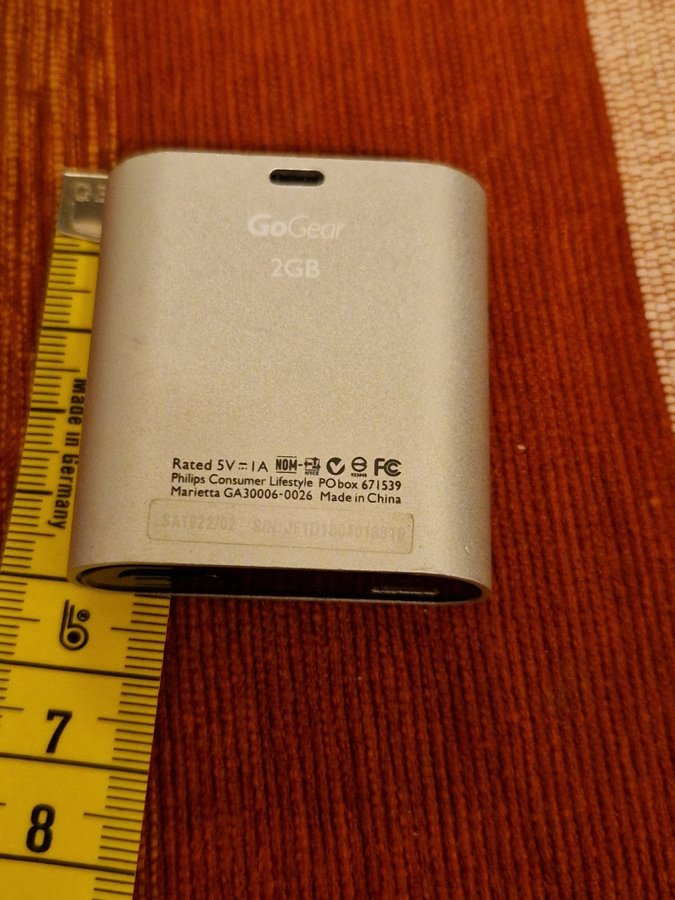 GoGear
2GB
Rated 5V⎓1A NOM NYCE FC
Philips Consumer Lifestyle PO box 671539
Marietta GA30006-0026 Made in China
SA1922/02 S/N:
Made in Germany
6
7
8